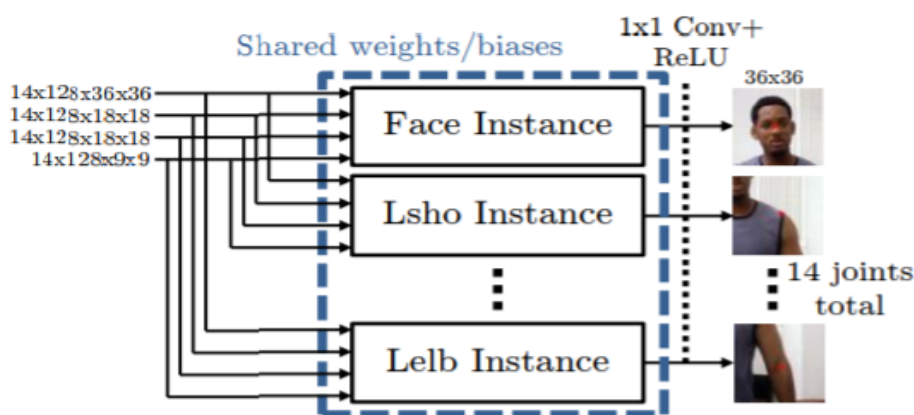 Shared weights/biases
1x1 Conv+
ReLU
36x36
14x128x36x36
14x128x18x18
14x128x18x18
14x128x9x9
Face Instance
Lsho Instance
14 joints
total
Lelb Instance